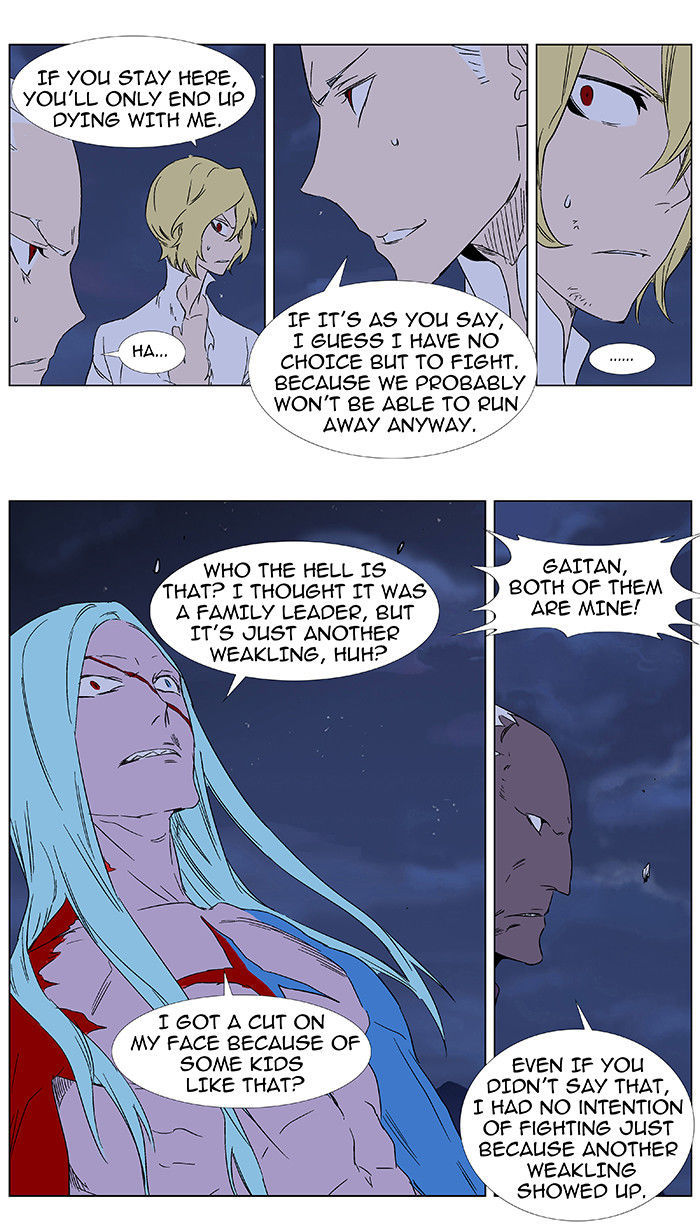 IF YOU STAY HERE,
YOU'LL ONLY END UP
DYING WITH ME.
HA...
IF IT'S AS YOU SAY,
I GUESS I HAVE NO
CHOICE BUT TO FIGHT.
BECAUSE WE PROBABLY
WON'T BE ABLE TO RUN
AWAY ANYWAY.
......
WHO THE HELL IS
THAT? I THOUGHT IT WAS
A FAMILY LEADER, BUT
IT'S JUST ANOTHER
WEAKLING, HUH?
I GOT A CUT ON
MY FACE BECAUSE OF
SOME KIDS
LIKE THAT?
GAITAN,
BOTH OF THEM
ARE MINE!
EVEN IF YOU
DIDN'T SAY THAT,
I HAD NO INTENTION
OF FIGHTING JUST
BECAUSE ANOTHER
WEAKLING
SHOWED UP.